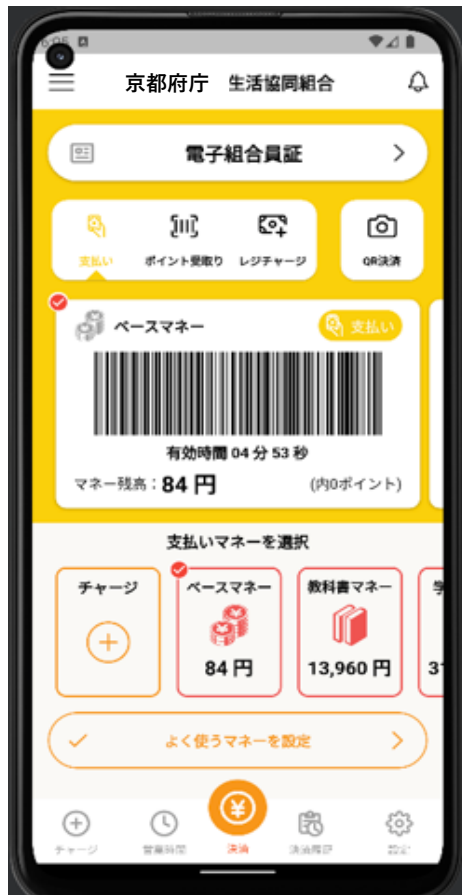 6:05
京都府庁 生活協同組合
電子組合員証
支払い
ポイント受取り
レジチャージ
QR決済
ベースマネー
支払い
有効時間 04 分 53 秒
マネー残高：84 円 (内0ポイント)
支払いマネーを選択
チャージ
ベースマネー
84 円
教科書マネー
13,960 円
学
31
よく使うマネーを設定
チャージ
営業時間
決済
決済履歴
設定